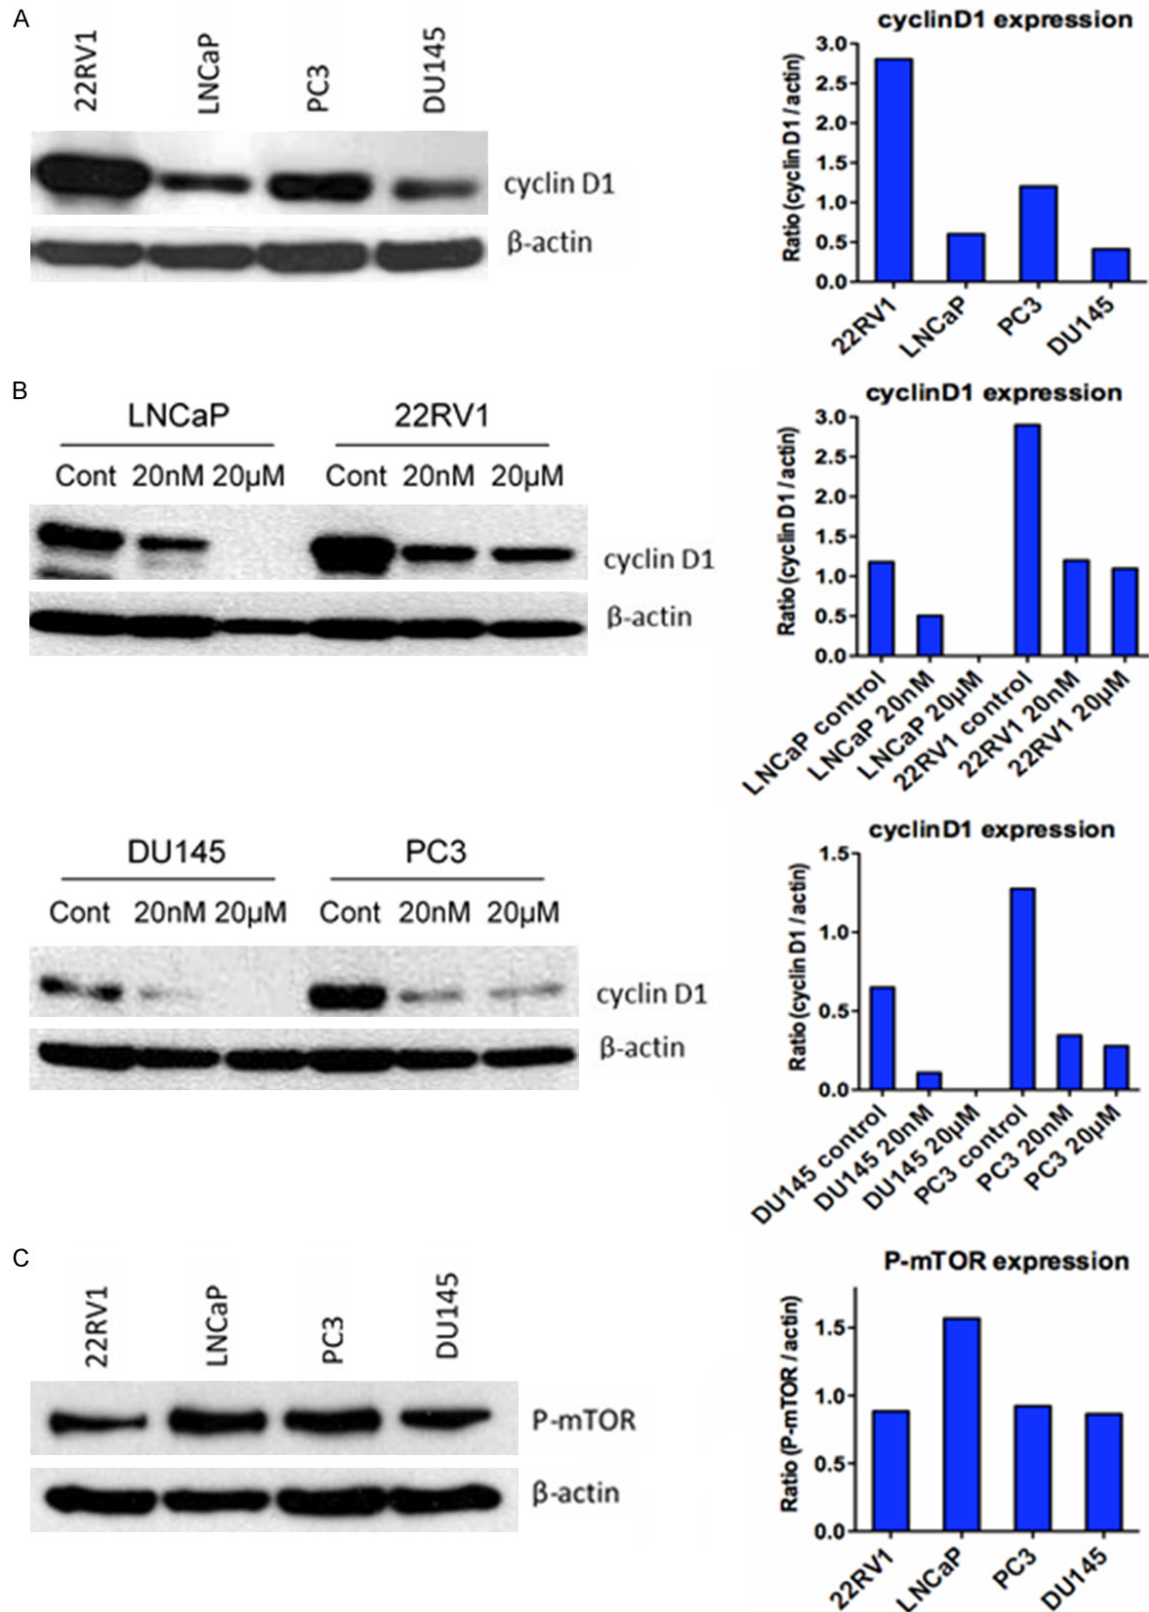 A
22RV1 LNCaP PC3 DU145
cyclin D1
β-actin
cyclinD1 expression
Ratio (cyclin D1 / actin)
3.0
2.5
2.0
1.5
1.0
0.5
0.0
22RV1 LNCaP PC3 DU145
B
LNCaP 22RV1
Cont 20nM 20µM Cont 20nM 20µM
cyclin D1
β-actin
cyclinD1 expression
Ratio (cyclin D1 / actin)
3.0
2.5
2.0
1.5
1.0
0.5
0.0
LNCaP control LNCaP 20nM LNCaP 20µM 22RV1 control 22RV1 20nM 22RV1 20µM
DU145 PC3
Cont 20nM 20µM Cont 20nM 20µM
cyclin D1
β-actin
cyclinD1 expression
Ratio (cyclin D1 / actin)
1.5
1.0
0.5
0.0
DU145 control DU145 20nM DU145 20µM PC3 control PC3 20nM PC3 20µM
C
22RV1 LNCaP PC3 DU145
P-mTOR
β-actin
P-mTOR expression
Ratio (P-mTOR / actin)
1.5
1.0
0.5
0.0
22RV1 LNCaP PC3 DU145